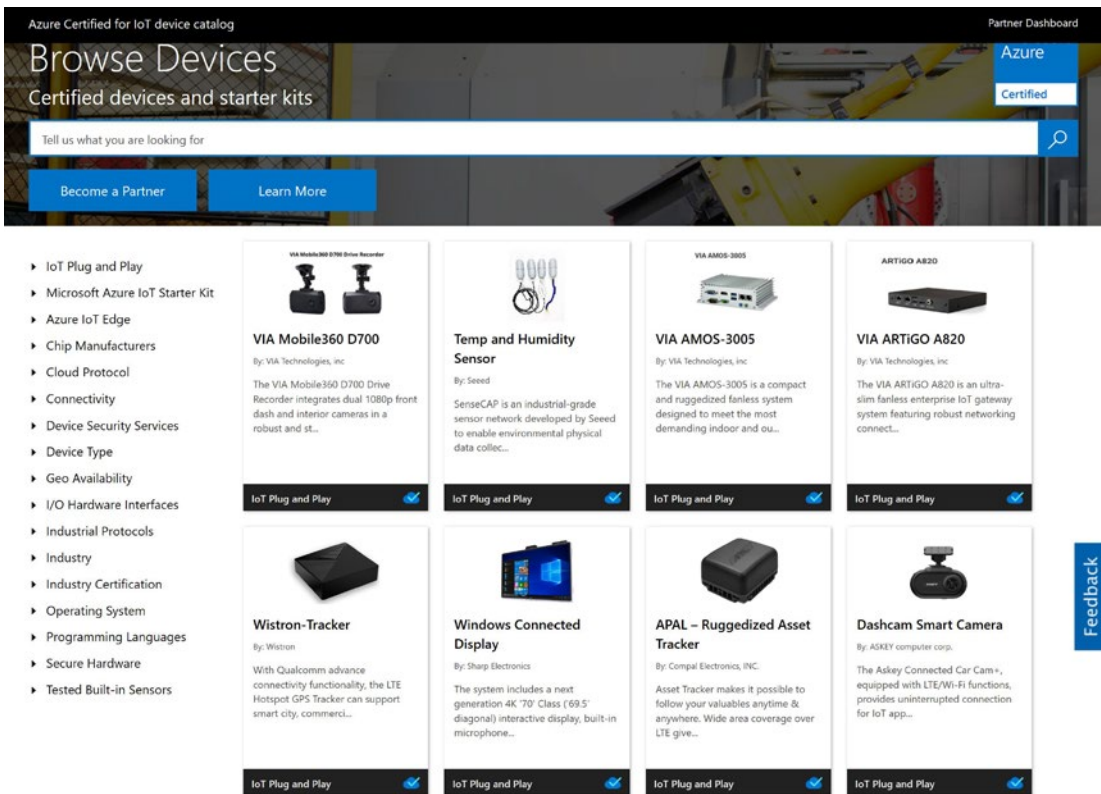 Azure Certified for IoT device catalog
Partner Dashboard
Browse Devices
Certified devices and starter kits
Azure
Certified
Tell us what you are looking for
Become a Partner
Learn More
IoT Plug and Play
Microsoft Azure IoT Starter Kit
Azure IoT Edge
Chip Manufacturers
Cloud Protocol
Connectivity
Device Security Services
Device Type
Geo Availability
I/O Hardware Interfaces
Industrial Protocols
Industry
Industry Certification
Operating System
Programming Languages
Secure Hardware
Tested Built-in Sensors
VIA Mobile360 D700 Drive Recorder
VIA Mobile360 D700
By: VIA Technologies, inc
The VIA Mobile360 D700 Drive
Recorder integrates dual 1080p front
dash and interior cameras in a
robust and st...
IoT Plug and Play
Temp and Humidity
Sensor
By: Seeed
SenseCAP is an industrial-grade
sensor network developed by Seeed
to enable environmental physical
data collec...
IoT Plug and Play
VIA AMOS-3005
VIA AMOS-3005
By: VIA Technologies, inc
The VIA AMOS-3005 is a compact
and ruggedized fanless system
designed to meet the most
demanding indoor and ou...
IoT Plug and Play
ARTiGO A820
VIA ARTiGO A820
By: VIA Technologies, inc
The VIA ARTiGO A820 is an ultra-
slim fanless enterprise IoT gateway
system featuring robust networking
connect...
IoT Plug and Play
Wistron-Tracker
By: Wistron
With Qualcomm advance
connectivity functionality, the LTE
Hotspot GPS Tracker can support
smart city, commerci...
IoT Plug and Play
Windows Connected
Display
By: Sharp Electronics
The system includes a next
generation 4K '70' Class ('69.5'
diagonal) interactive display, built-in
microphone...
IoT Plug and Play
APAL – Ruggedized Asset
Tracker
By: Compal Electronics, INC.
Asset Tracker makes it possible to
follow your valuables anytime &
anywhere. Wide area coverage over
LTE give...
IoT Plug and Play
Dashcam Smart Camera
By: ASKEY computer corp.
The Askey Connected Car Cam+,
equipped with LTE/Wi-Fi functions,
provides uninterrupted connection
for IoT app...
IoT Plug and Play
Feedback